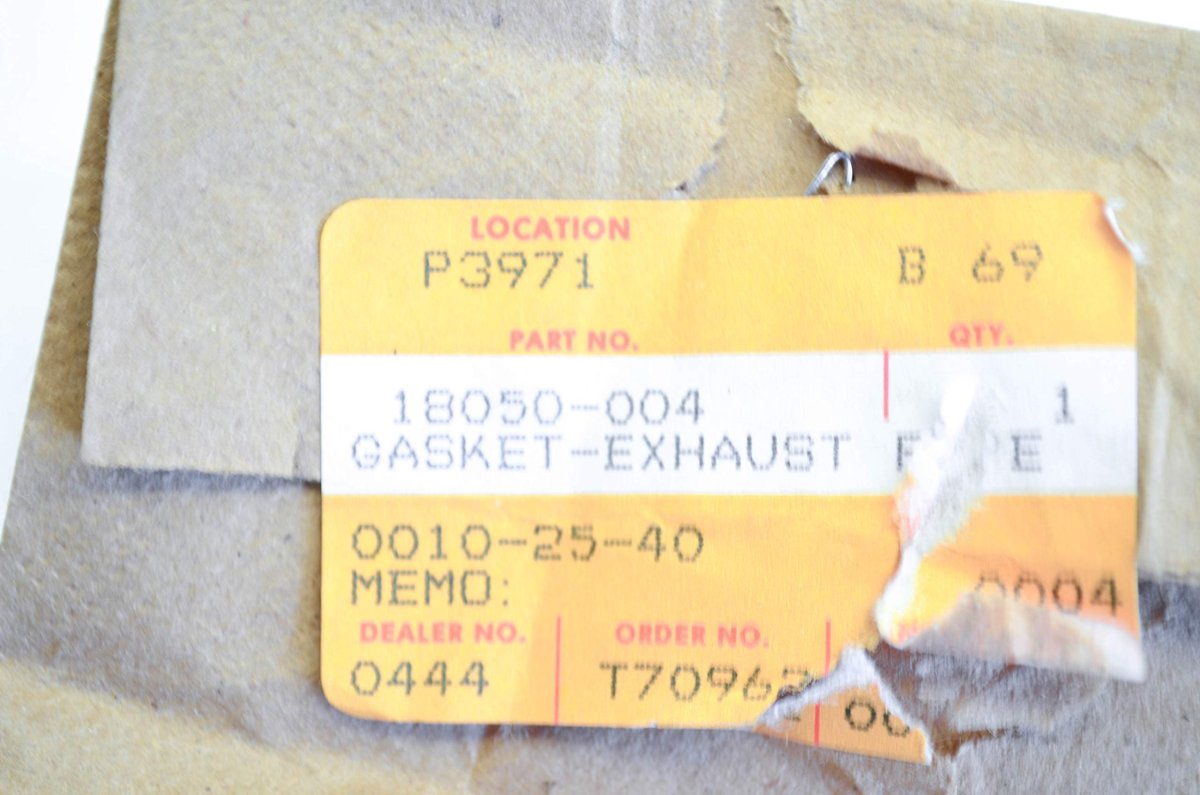 LOCATION
P3971 B 69
PART NO. QTY.
18050-004 1
GASKET-EXHAUST
0010-25-40
MEMO: 0004
DEALER NO. ORDER NO.
0444